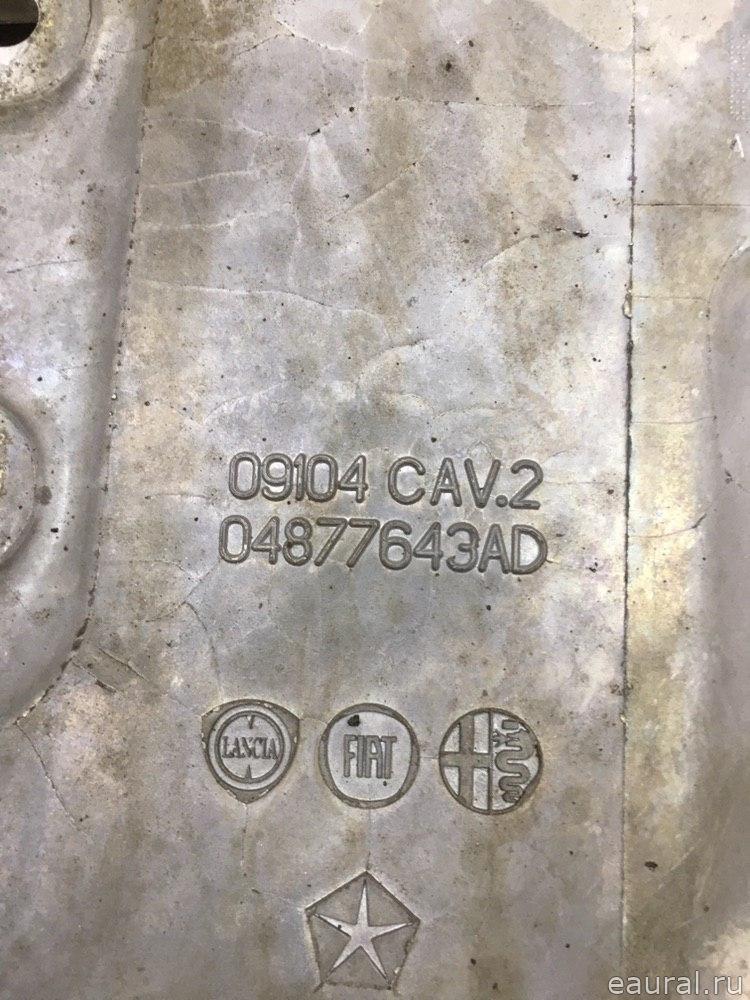 09104 CAV.2
04877643AD
LANCIA
FIAT
eaural.ru